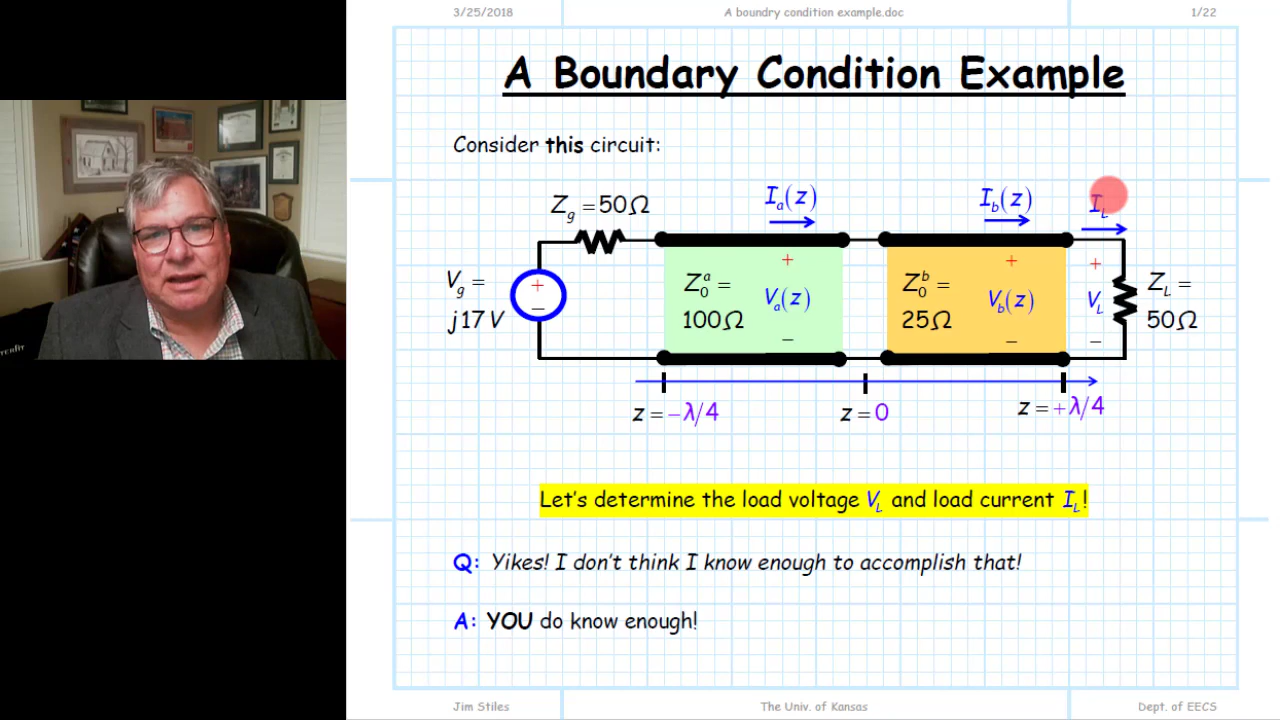 3/25/2018 A boundry condition example.doc 1/22
A Boundary Condition Example
Consider this circuit:
Z_g = 50Ω
I_a(z)
I_b(z)
I_L
V_g =
j17 V
+
−
Z_0^a =
100Ω
+
V_a(z)
−
Z_0^b =
25Ω
+
V_b(z)
−
+
V_L
−
Z_L =
50Ω
z = −λ/4
z = 0
z = +λ/4
Let's determine the load voltage V_L and load current I_L!
Q: Yikes! I don't think I know enough to accomplish that!
A: YOU do know enough!
Jim Stiles The Univ. of Kansas Dept. of EECS